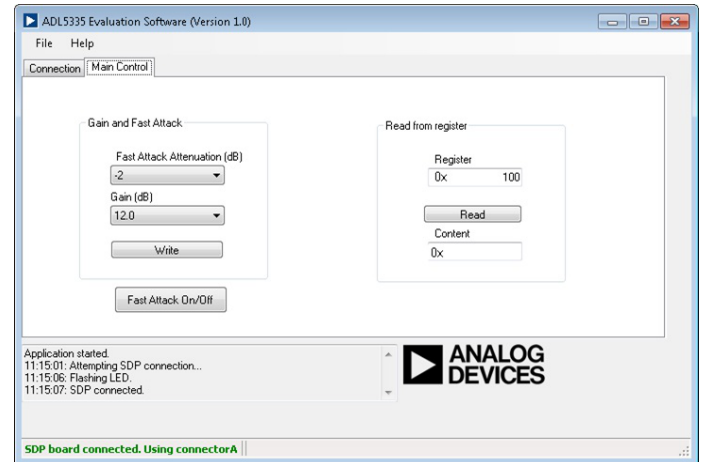 ADL5335 Evaluation Software (Version 1.0)
File Help
Connection Main Control
Gain and Fast Attack
Fast Attack Attenuation (dB)
-2
Gain (dB)
12.0
Write
Fast Attack On/Off
Read from register
Register
0x 100
Read
Content
0x
Application started.
11:15:01: Attempting SDP connection...
11:15:06: Flashing LED.
11:15:07: SDP connected.
ANALOG
DEVICES
SDP board connected. Using connectorA